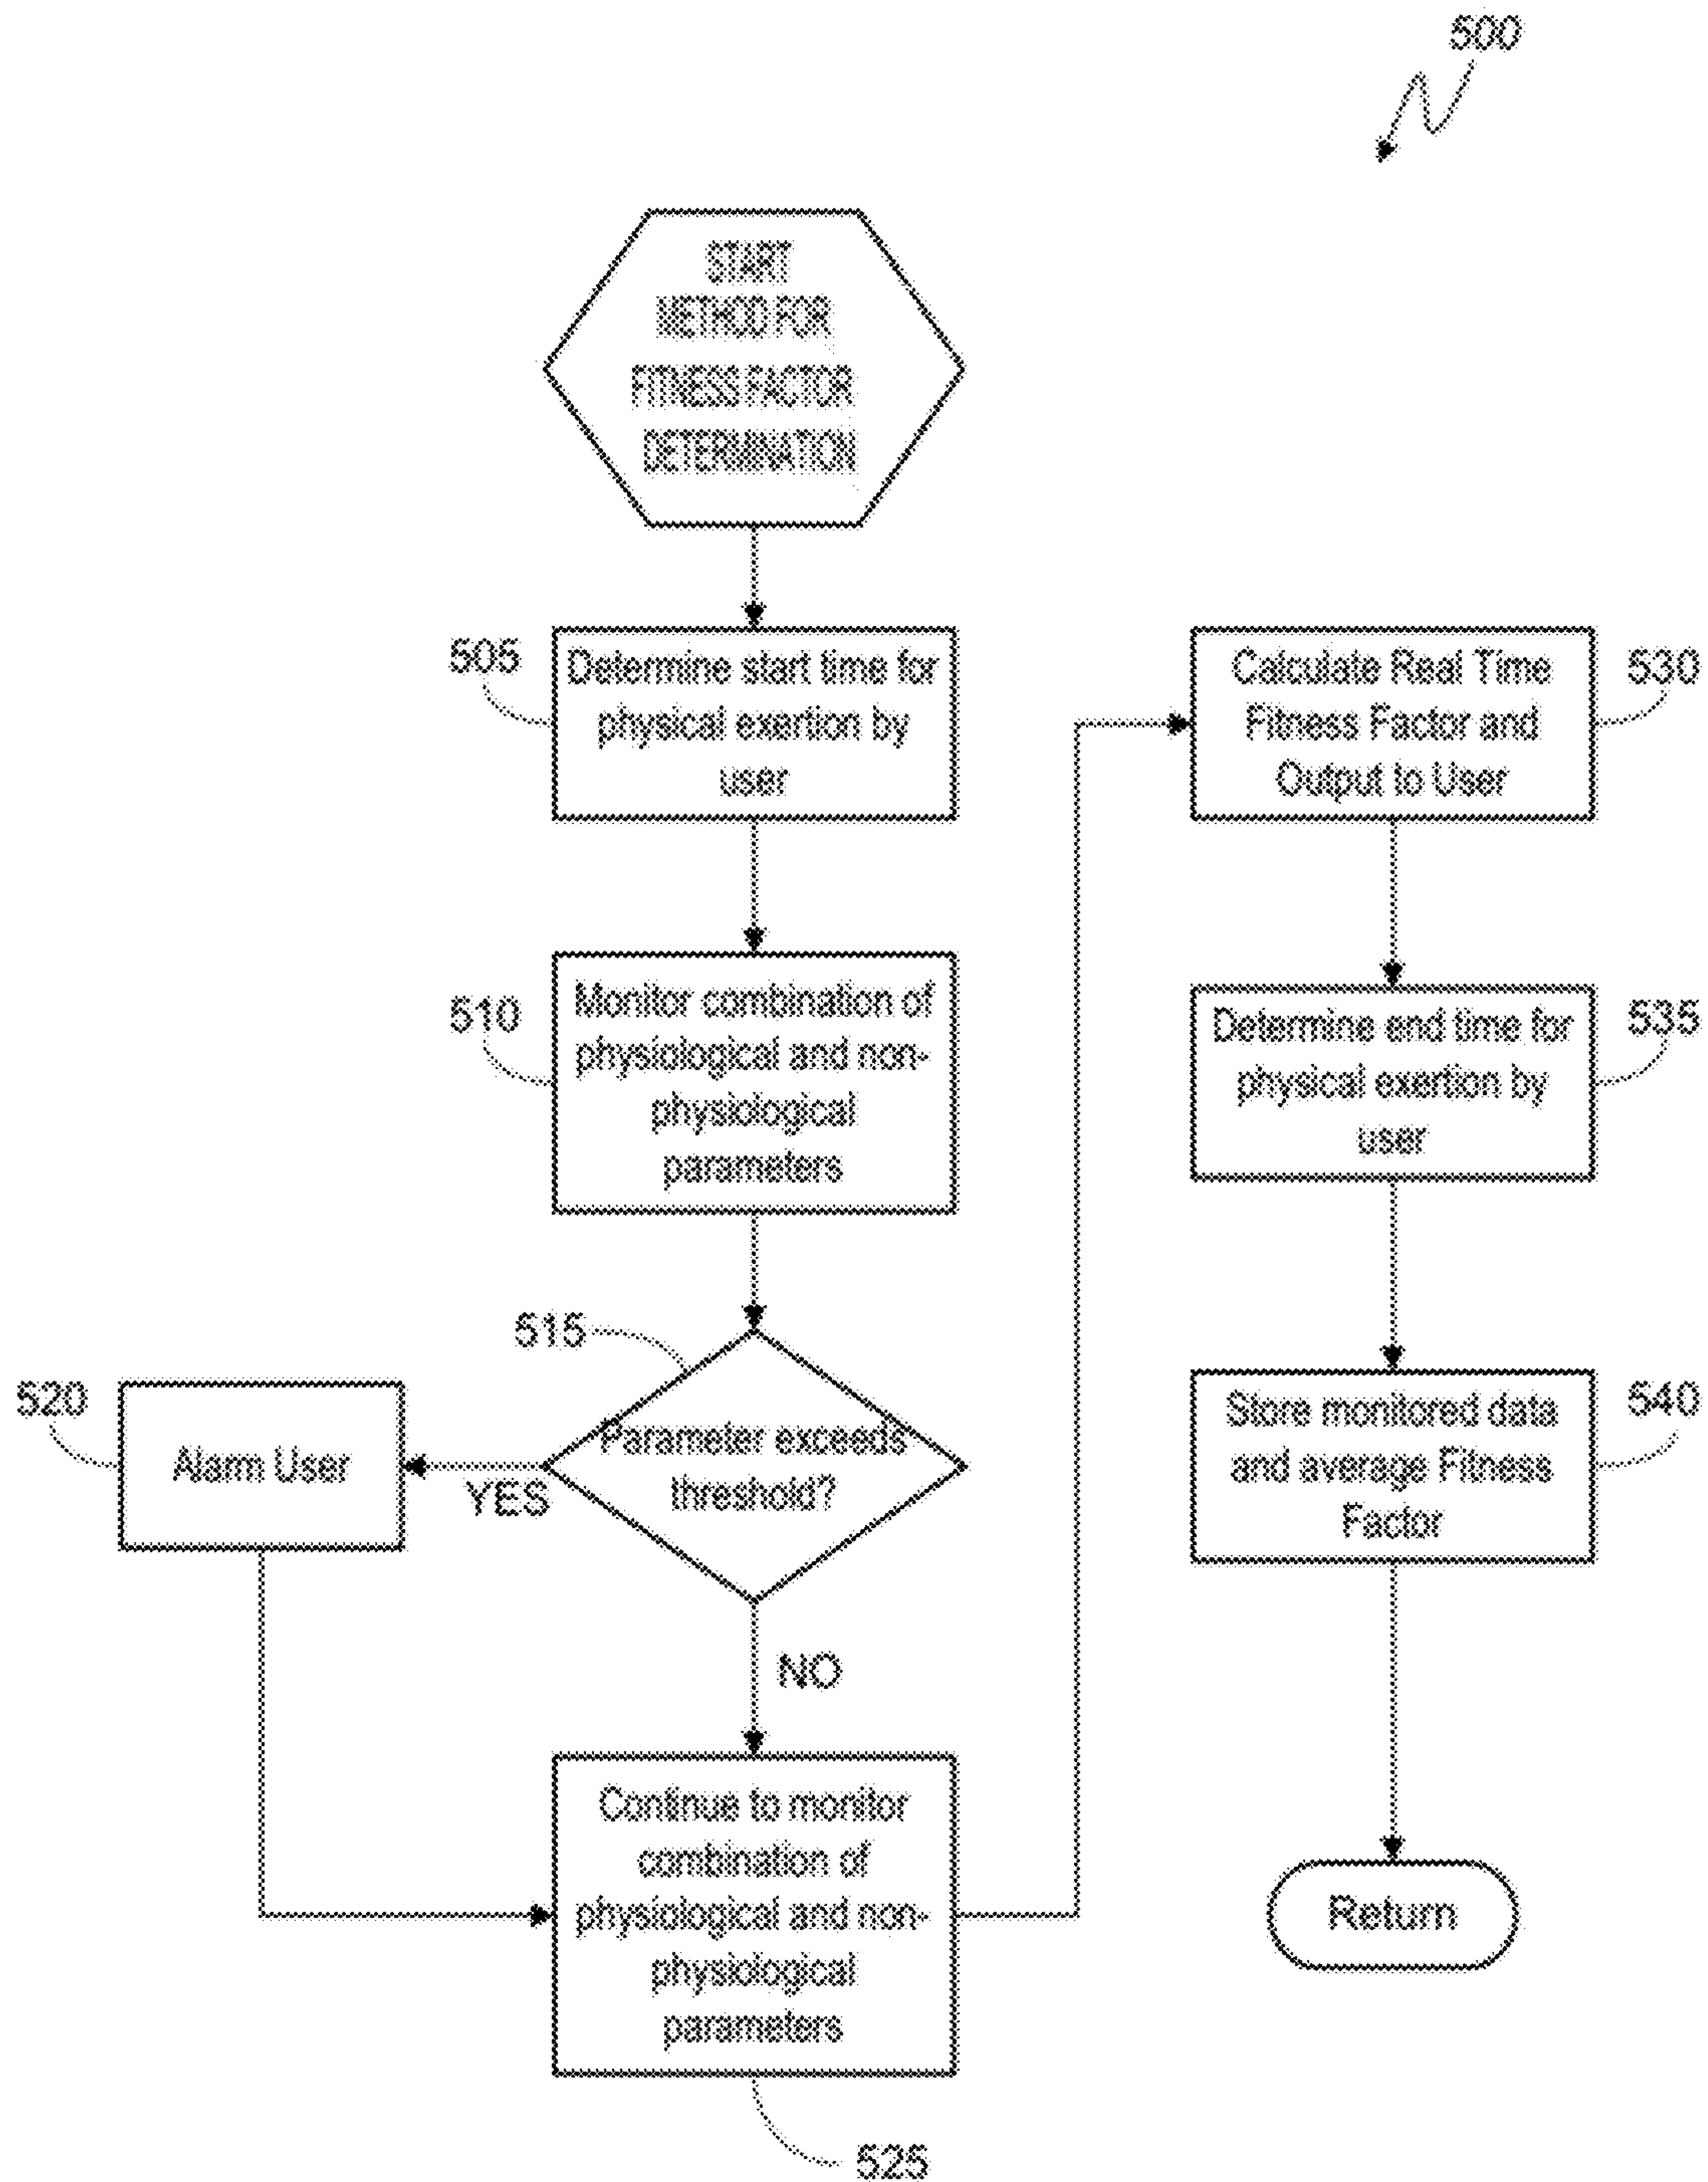 500
START
METHOD FOR
FITNESS FACTOR
DETERMINATION
505
Determine start time for
physical exertion by
user
510
Monitor combination of
physiological and non-
physiological
parameters
515
Parameter exceeds
threshold?
YES
520
Alarm User
NO
Continue to monitor
combination of
physiological and non-
physiological
parameters
525
530
Calculate Real Time
Fitness Factor and
Output to User
535
Determine end time for
physical exertion by
user
540
Store monitored data
and average Fitness
Factor
Return